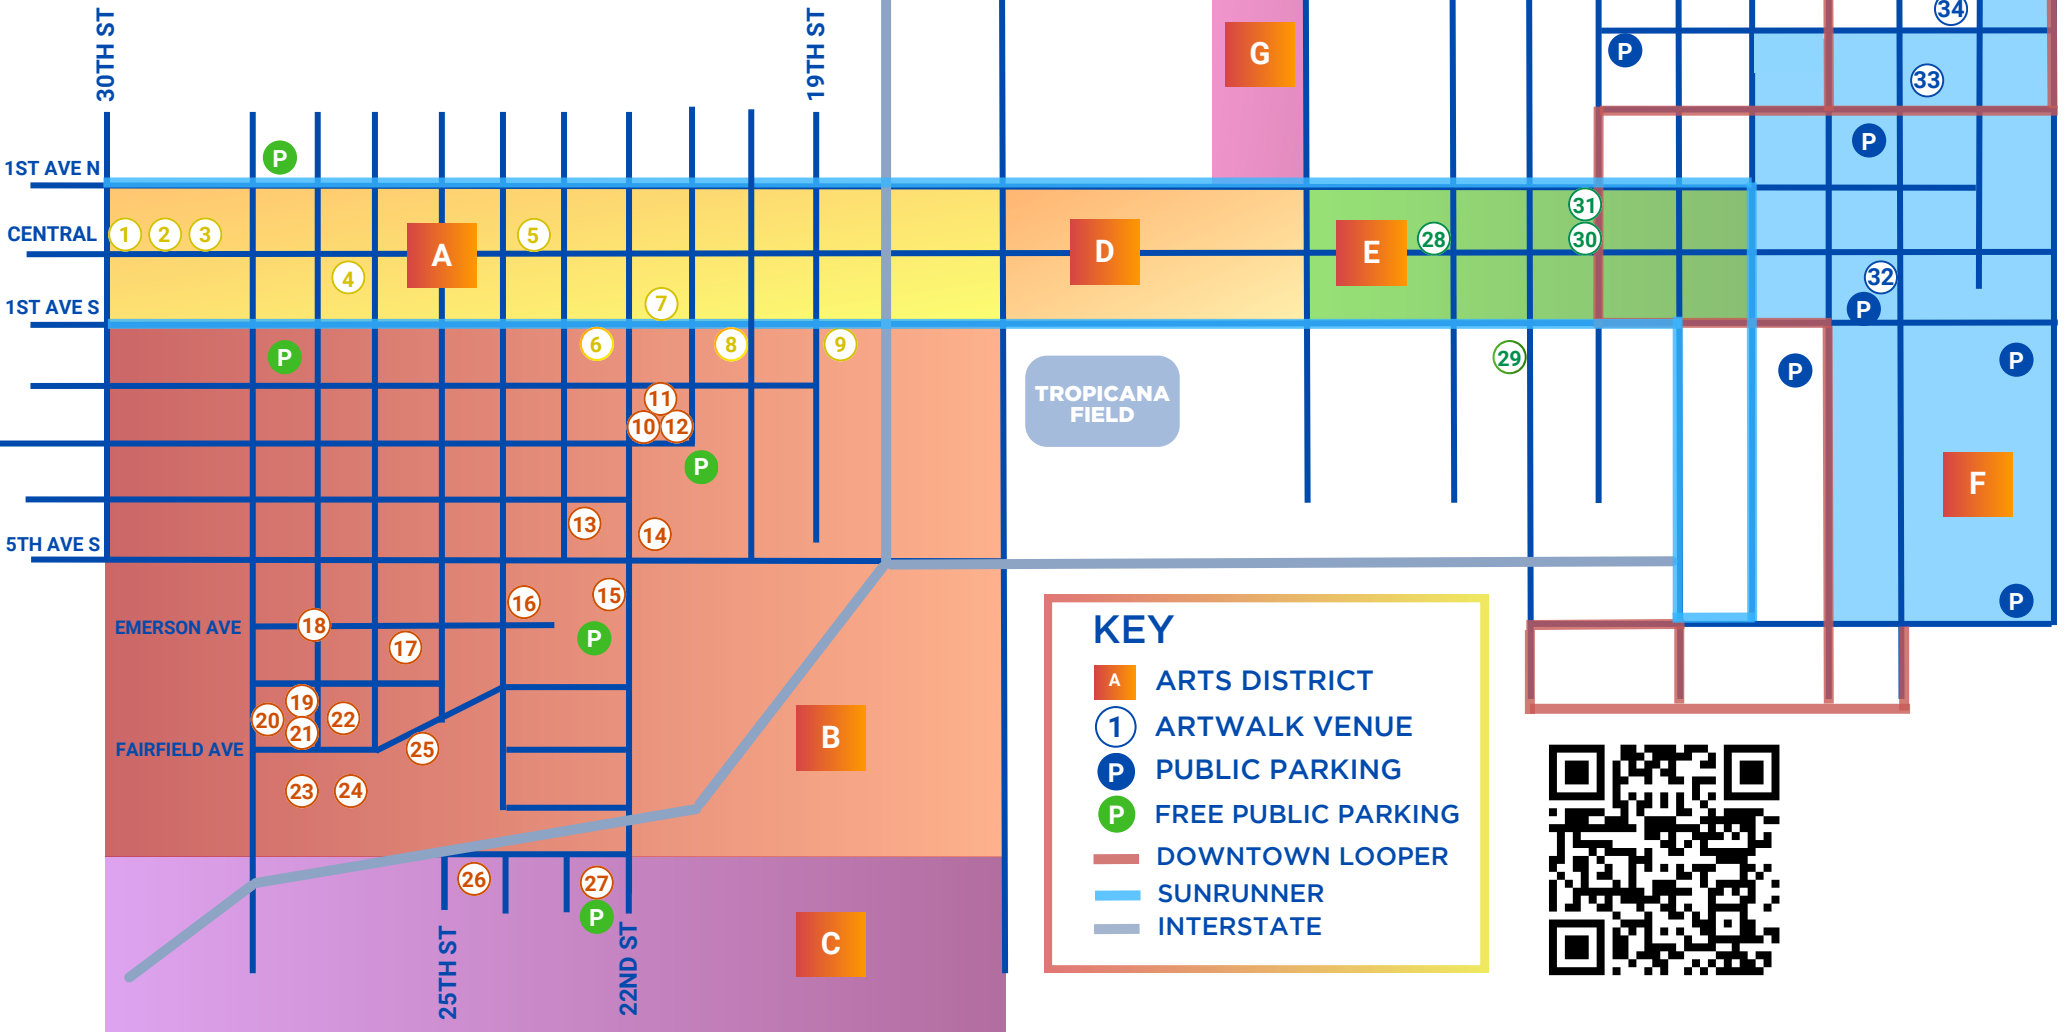 30TH ST
19TH ST
G
34
P
33
P
1ST AVE N
P
CENTRAL
1
2
3
A
5
4
D
E
28
31
30
32
P
1ST AVE S
7
P
6
8
9
TROPICANA
FIELD
29
P
P
11
10
12
P
F
13
14
5TH AVE S
EMERSON AVE
18
16
15
P
17
P
19
20
21
22
FAIRFIELD AVE
25
23
24
B
26
27
P
C
25TH ST
22ND ST
KEY
A ARTS DISTRICT
1 ARTWALK VENUE
P PUBLIC PARKING
P FREE PUBLIC PARKING
DOWNTOWN LOOPER
SUNRUNNER
INTERSTATE